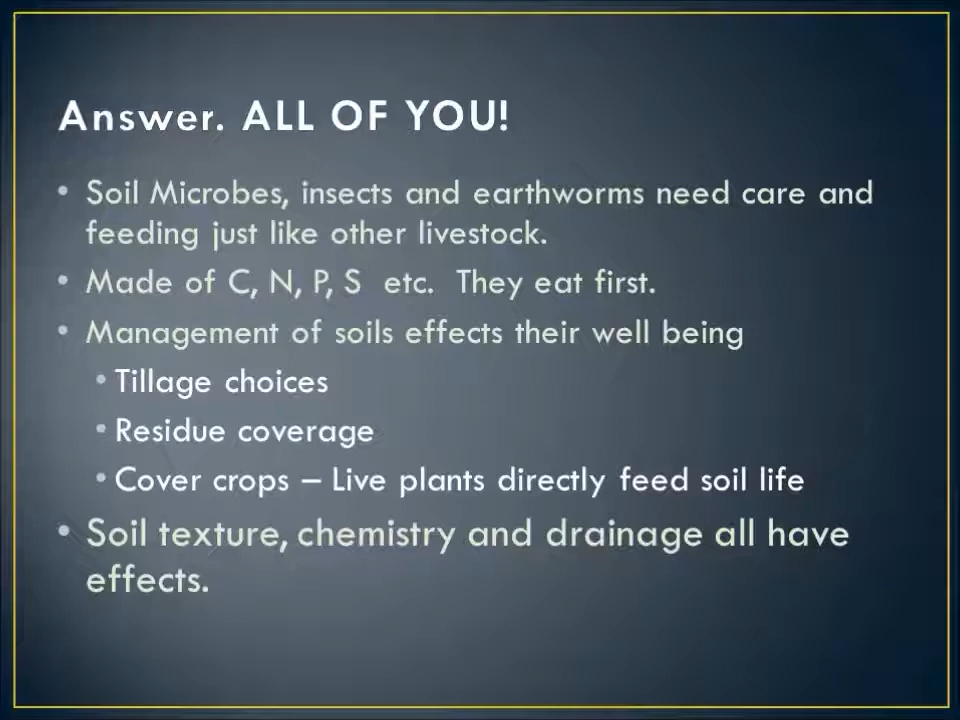 Answer. ALL OF YOU!
• Soil Microbes, insects and earthworms need care and
feeding just like other livestock.
• Made of C, N, P, S  etc.  They eat first.
• Management of soils effects their well being
• Tillage choices
• Residue coverage
• Cover crops – Live plants directly feed soil life
• Soil texture, chemistry and drainage all have
effects.